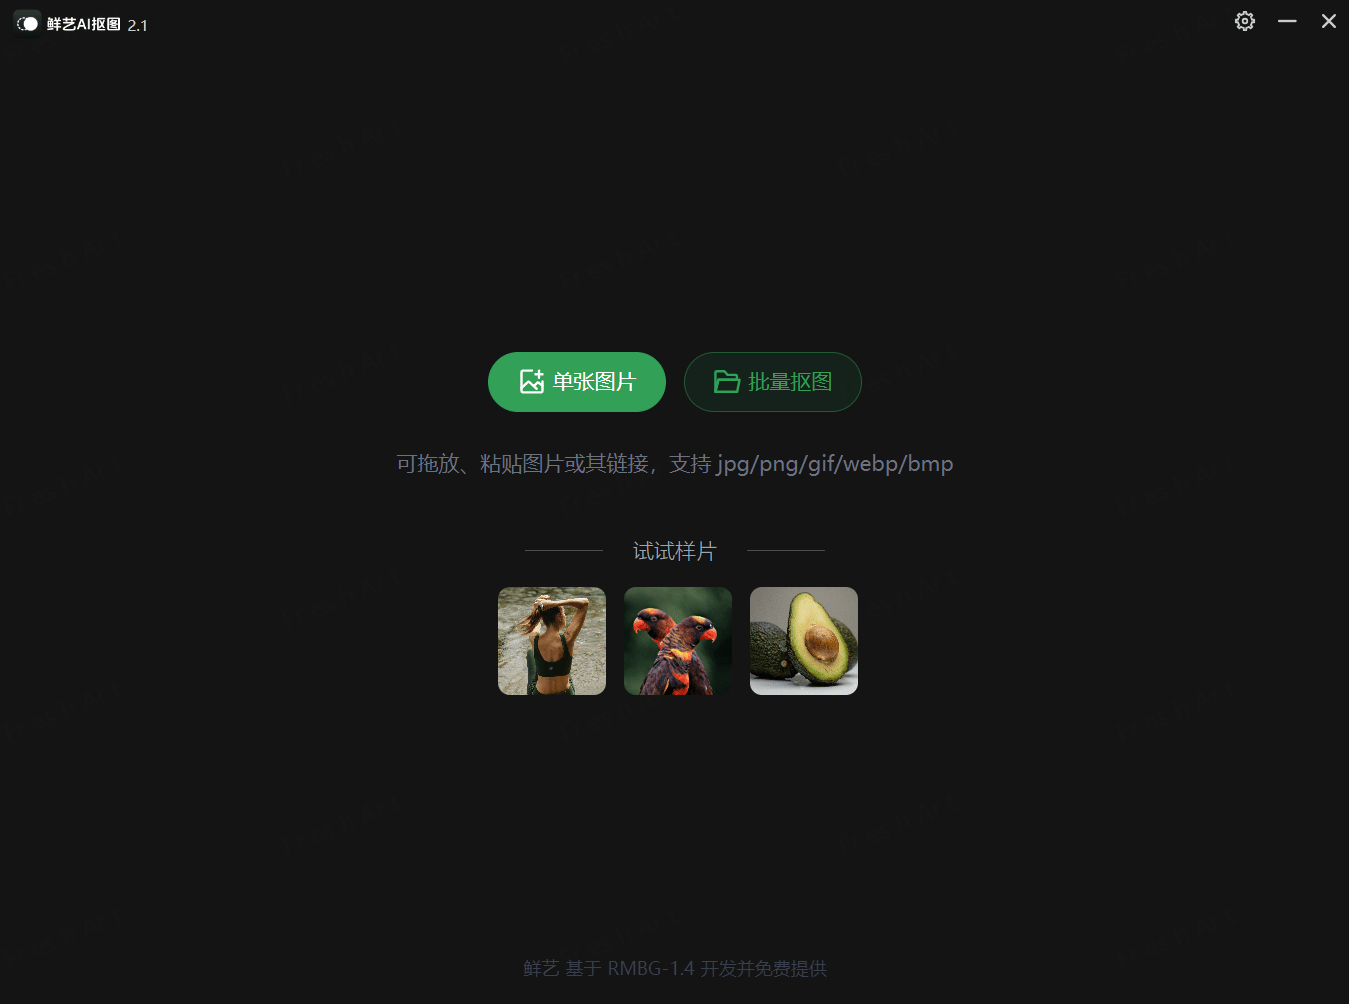 鲜艺AI抠图 2.1
单张图片
批量抠图
可拖放、粘贴图片或其链接，支持 jpg/png/gif/webp/bmp
试试样片
鲜艺 基于 RMBG-1.4 开发并免费提供